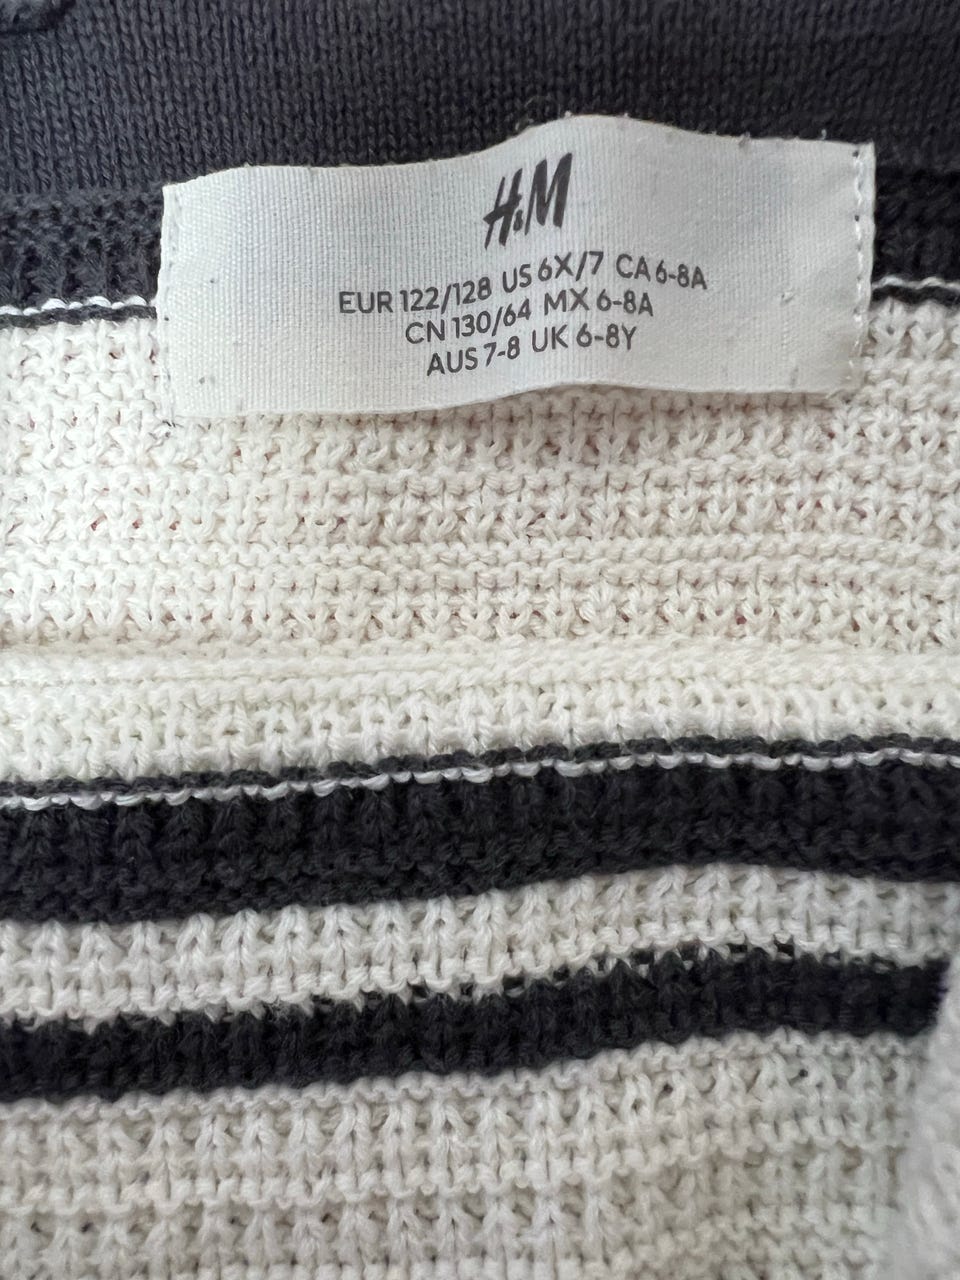 H&M
EUR 122/128 US 6X/7 CA 6-8A
CN 130/64 MX 6-8A
AUS 7-8 UK 6-8Y